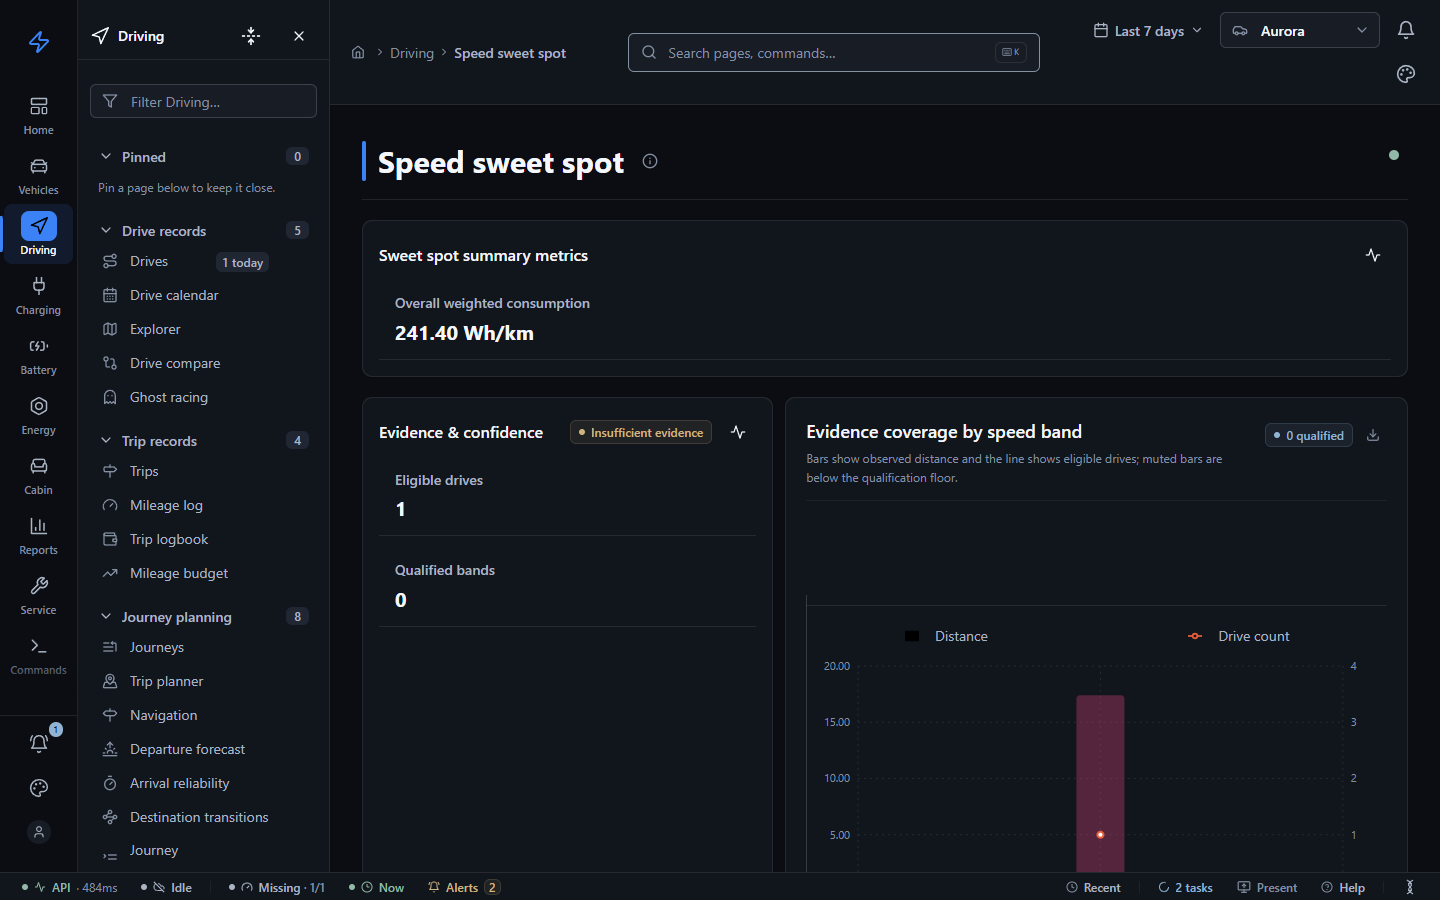 Driving
Driving
Speed sweet spot
Search pages, commands...
K
Last 7 days
Aurora
Home
Vehicles
Driving
Charging
Battery
Energy
Cabin
Reports
Service
Commands
1
Filter Driving...
Pinned
0
Pin a page below to keep it close.
Drive records
5
Drives
1 today
Drive calendar
Explorer
Drive compare
Ghost racing
Trip records
4
Trips
Mileage log
Trip logbook
Mileage budget
Journey planning
8
Journeys
Trip planner
Navigation
Departure forecast
Arrival reliability
Destination transitions
Journey
Speed sweet spot
Sweet spot summary metrics
Overall weighted consumption
241.40 Wh/km
Evidence & confidence
Insufficient evidence
Eligible drives
1
Qualified bands
0
Evidence coverage by speed band
0 qualified
Bars show observed distance and the line shows eligible drives; muted bars are
below the qualification floor.
Distance
Drive count
20.00
4
15.00
3
10.00
2
5.00
1
API · 484ms
Idle
Missing · 1/1
Now
Alerts 2
Recent
2 tasks
Present
Help